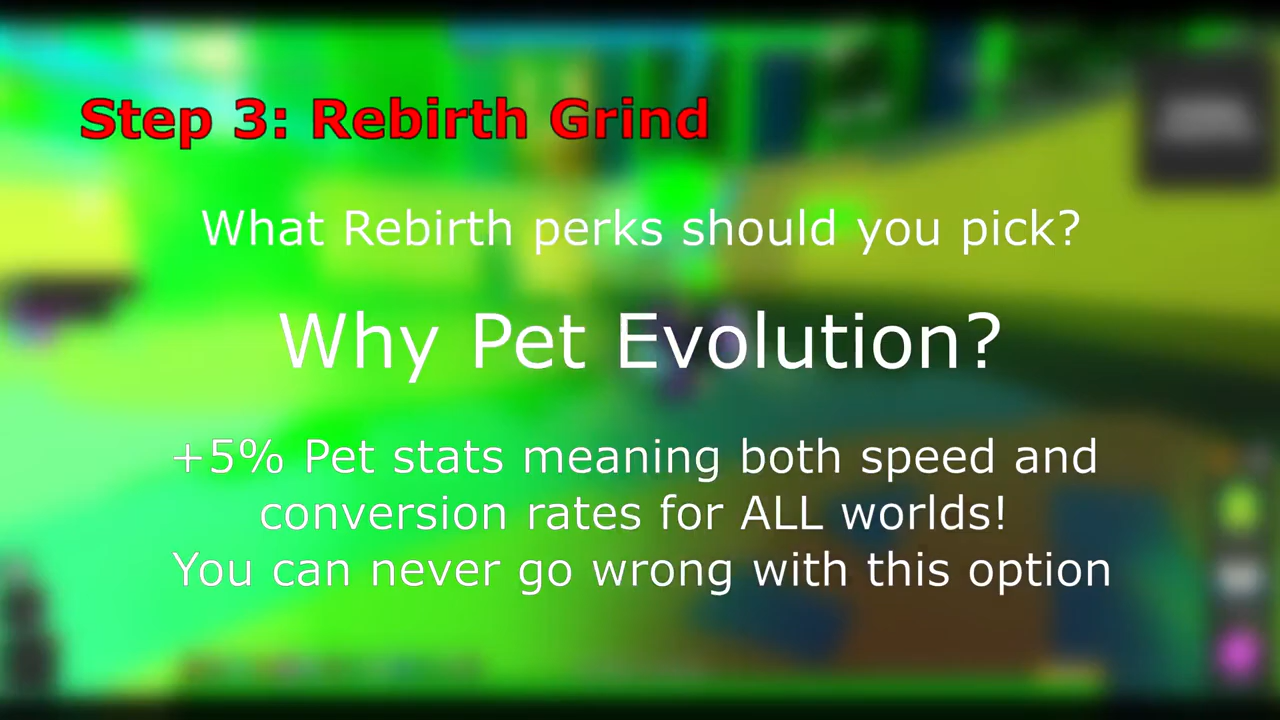 Step 3: Rebirth Grind
What Rebirth perks should you pick?
Why Pet Evolution?
+5% Pet stats meaning both speed and
conversion rates for ALL worlds!
You can never go wrong with this option